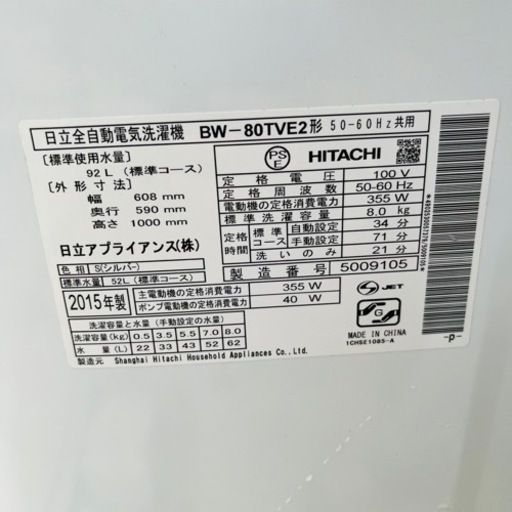 日立全自動電気洗濯機 BW-80TVE2形 50-60Hz共用
〔標準使用水量〕
92L (標準コース)
〔外形寸法〕
幅 608 mm
奥行 590 mm
高さ 1000 mm
日立アプライアンス(株)
PS E HITACHI
定格電圧 100 V
定格周波数 50-60 Hz
電動機の定格消費電力 355 W
標準洗濯容量 8.0 kg
定格時間 標準コース 自動設定 34 分
手動設定 71 分
洗いのみ 21 分
製造番号 5009105
色相 S(シルバー)
標準水量 52L (標準コース)
2015年製
主電動機の定格消費電力 355 W
ポンプ電動機の定格消費電力 40 W
洗濯容量と水量 (手動設定の水量)
洗濯容量(kg) 0.5 3.5 5.5 7.0 8.0
水量(L) 22 33 43 52 62
製造元 Shanghai Hitachi Household Appliances Co., Ltd.
S JET
G
MADE IN CHINA
1CHSE1085-A
-P-